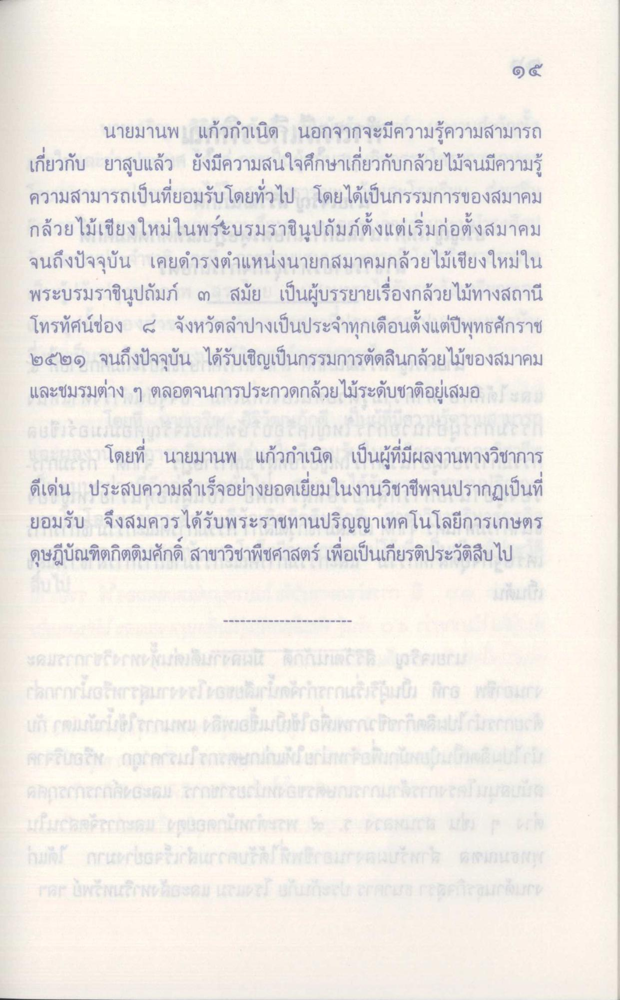 ๑๕
นายมานพ แก้วกำเนิด นอกจากจะมีความรู้ความสามารถ
เกี่ยวกับ ยาสูบแล้ว ยังมีความสนใจศึกษาเกี่ยวกับกล้วยไม้จนมีความรู้
ความสามารถเป็นที่ยอมรับโดยทั่วไป โดยได้เป็นกรรมการของสมาคม
กล้วยไม้เชียงใหม่ในพระบรมราชินูปถัมภ์ตั้งแต่เริ่มก่อตั้งสมาคม
จนถึงปัจจุบัน เคยดำรงตำแหน่งนายกสมาคมกล้วยไม้เชียงใหม่ใน
พระบรมราชินูปถัมภ์ ๓ สมัย เป็นผู้บรรยายเรื่องกล้วยไม้ทางสถานี
โทรทัศน์ช่อง ๘ จังหวัดลำปางเป็นประจำทุกเดือนตั้งแต่ปีพุทธศักราช
๒๕๒๑ จนถึงปัจจุบัน ได้รับเชิญเป็นกรรมการตัดสินกล้วยไม้ของสมาคม
และชมรมต่าง ๆ ตลอดจนการประกวดกล้วยไม้ระดับชาติอยู่เสมอ
โดยที่ นายมานพ แก้วกำเนิด เป็นผู้ที่มีผลงานทางวิชาการ
ดีเด่น ประสบความสำเร็จอย่างยอดเยี่ยมในงานวิชาชีพจนปรากฏเป็นที่
ยอมรับ จึงสมควรได้รับพระราชทานปริญญาเทคโนโลยีการเกษตร
ดุษฎีบัณฑิตกิตติมศักดิ์ สาขาวิชาพืชศาสตร์ เพื่อเป็นเกียรติประวัติสืบไป
-----------------------